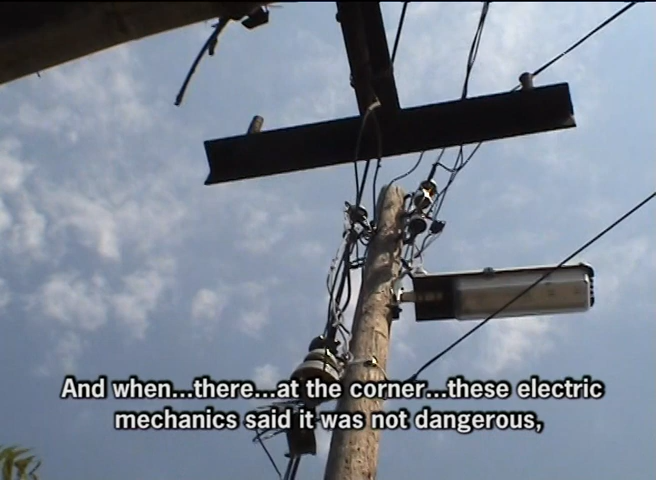 And when...there...at the corner...these electric
mechanics said it was not dangerous,